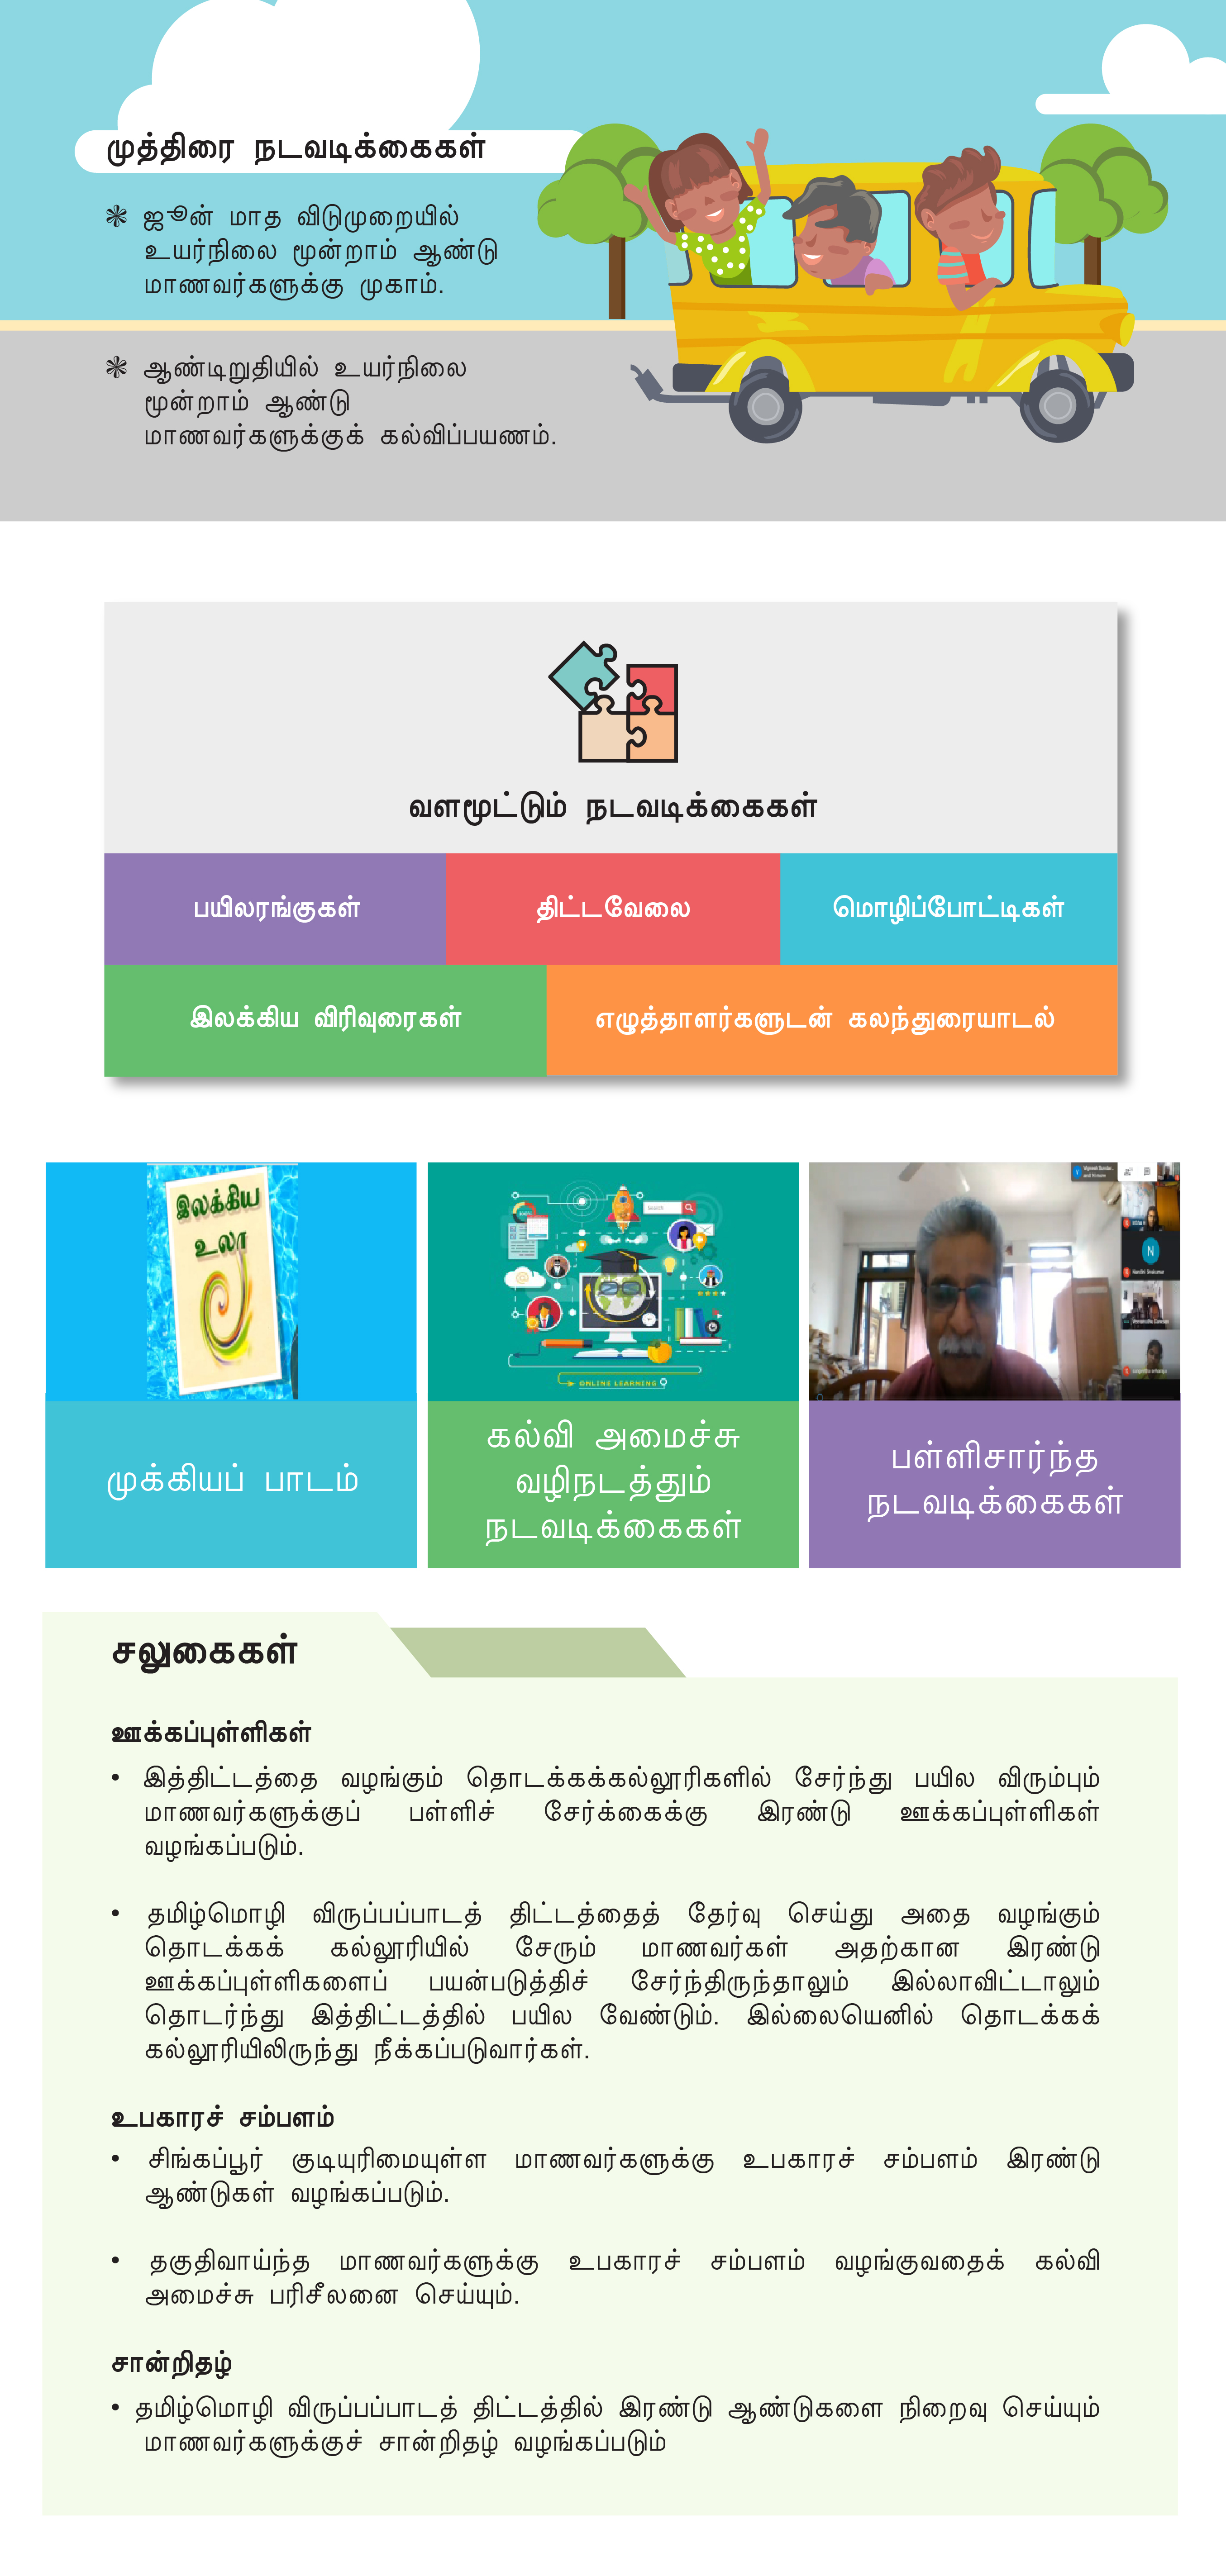 முத்திரை நடவடிக்கைகள்
❃ ஜூன் மாத விடுமுறையில்
உயர்நிலை மூன்றாம் ஆண்டு
மாணவர்களுக்கு முகாம்.
❃ ஆண்டிறுதியில் உயர்நிலை
மூன்றாம் ஆண்டு
மாணவர்களுக்குக் கல்விப்பயணம்.
வளமூட்டும் நடவடிக்கைகள்
பயிலரங்குகள்
திட்டவேலை
மொழிப்போட்டிகள்
இலக்கிய விரிவுரைகள்
எழுத்தாளர்களுடன் கலந்துரையாடல்
இலக்கிய
உலா
Search
ONLINE LEARNING
N
முக்கியப் பாடம்
கல்வி அமைச்சு
வழிநடத்தும்
நடவடிக்கைகள்
பள்ளிசார்ந்த
நடவடிக்கைகள்
சலுகைகள்
ஊக்கப்புள்ளிகள்
• இத்திட்டத்தை வழங்கும் தொடக்கக்கல்லூரிகளில் சேர்ந்து பயில விரும்பும்
மாணவர்களுக்குப் பள்ளிச் சேர்க்கைக்கு இரண்டு ஊக்கப்புள்ளிகள்
வழங்கப்படும்.
• தமிழ்மொழி விருப்பப்பாடத் திட்டத்தைத் தேர்வு செய்து அதை வழங்கும்
தொடக்கக் கல்லூரியில் சேரும் மாணவர்கள் அதற்கான இரண்டு
ஊக்கப்புள்ளிகளைப் பயன்படுத்திச் சேர்ந்திருந்தாலும் இல்லாவிட்டாலும்
தொடர்ந்து இத்திட்டத்தில் பயில வேண்டும். இல்லையெனில் தொடக்கக்
கல்லூரியிலிருந்து நீக்கப்படுவார்கள்.
உபகாரச் சம்பளம்
• சிங்கப்பூர் குடியுரிமையுள்ள மாணவர்களுக்கு உபகாரச் சம்பளம் இரண்டு
ஆண்டுகள் வழங்கப்படும்.
• தகுதிவாய்ந்த மாணவர்களுக்கு உபகாரச் சம்பளம் வழங்குவதைக் கல்வி
அமைச்சு பரிசீலனை செய்யும்.
சான்றிதழ்
• தமிழ்மொழி விருப்பப்பாடத் திட்டத்தில் இரண்டு ஆண்டுகளை நிறைவு செய்யும்
மாணவர்களுக்குச் சான்றிதழ் வழங்கப்படும்